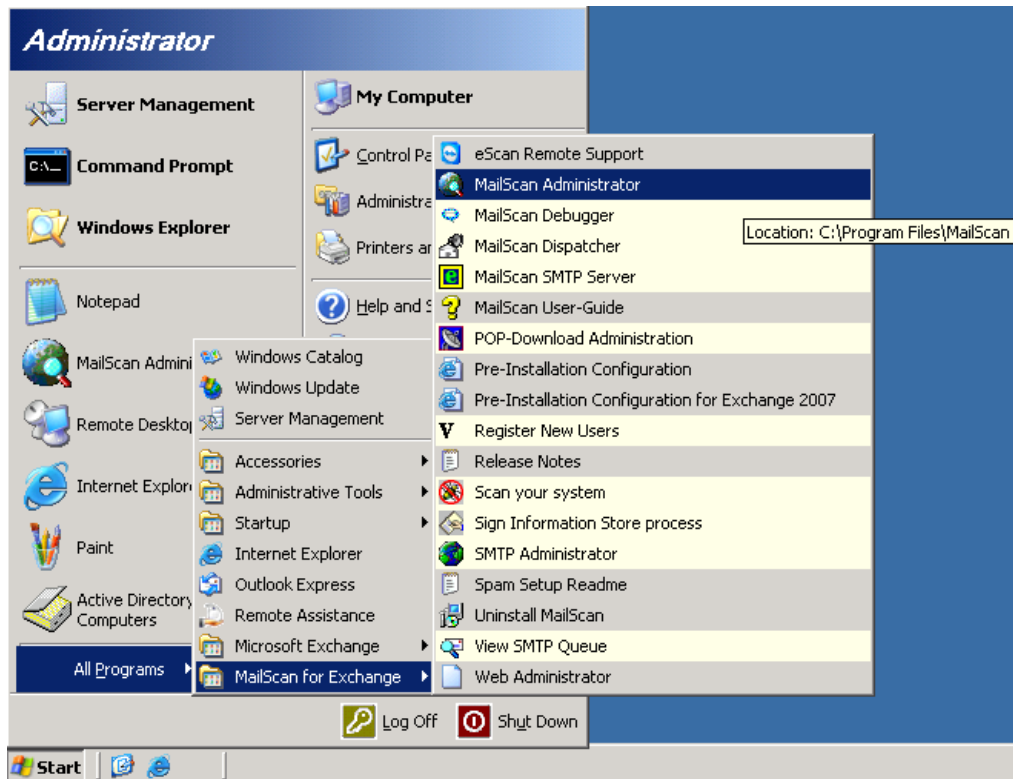 Administrator
Server Management
Command Prompt
Windows Explorer
Notepad
MailScan Admini
Remote Desktop
Internet Explor
Paint
Active Directory
Computers
All Programs
My Computer
Control Pa
Administra
Printers ar
Help and S
Windows Catalog
Windows Update
Server Management
Accessories
Administrative Tools
Startup
Internet Explorer
Outlook Express
Remote Assistance
Microsoft Exchange
MailScan for Exchange
eScan Remote Support
MailScan Administrator
MailScan Debugger
MailScan Dispatcher
MailScan SMTP Server
MailScan User-Guide
POP-Download Administration
Pre-Installation Configuration
Pre-Installation Configuration for Exchange 2007
Register New Users
Release Notes
Scan your system
Sign Information Store process
SMTP Administrator
Spam Setup Readme
Uninstall MailScan
View SMTP Queue
Web Administrator
Location: C:\Program Files\MailScan
Log Off
Shut Down
Start